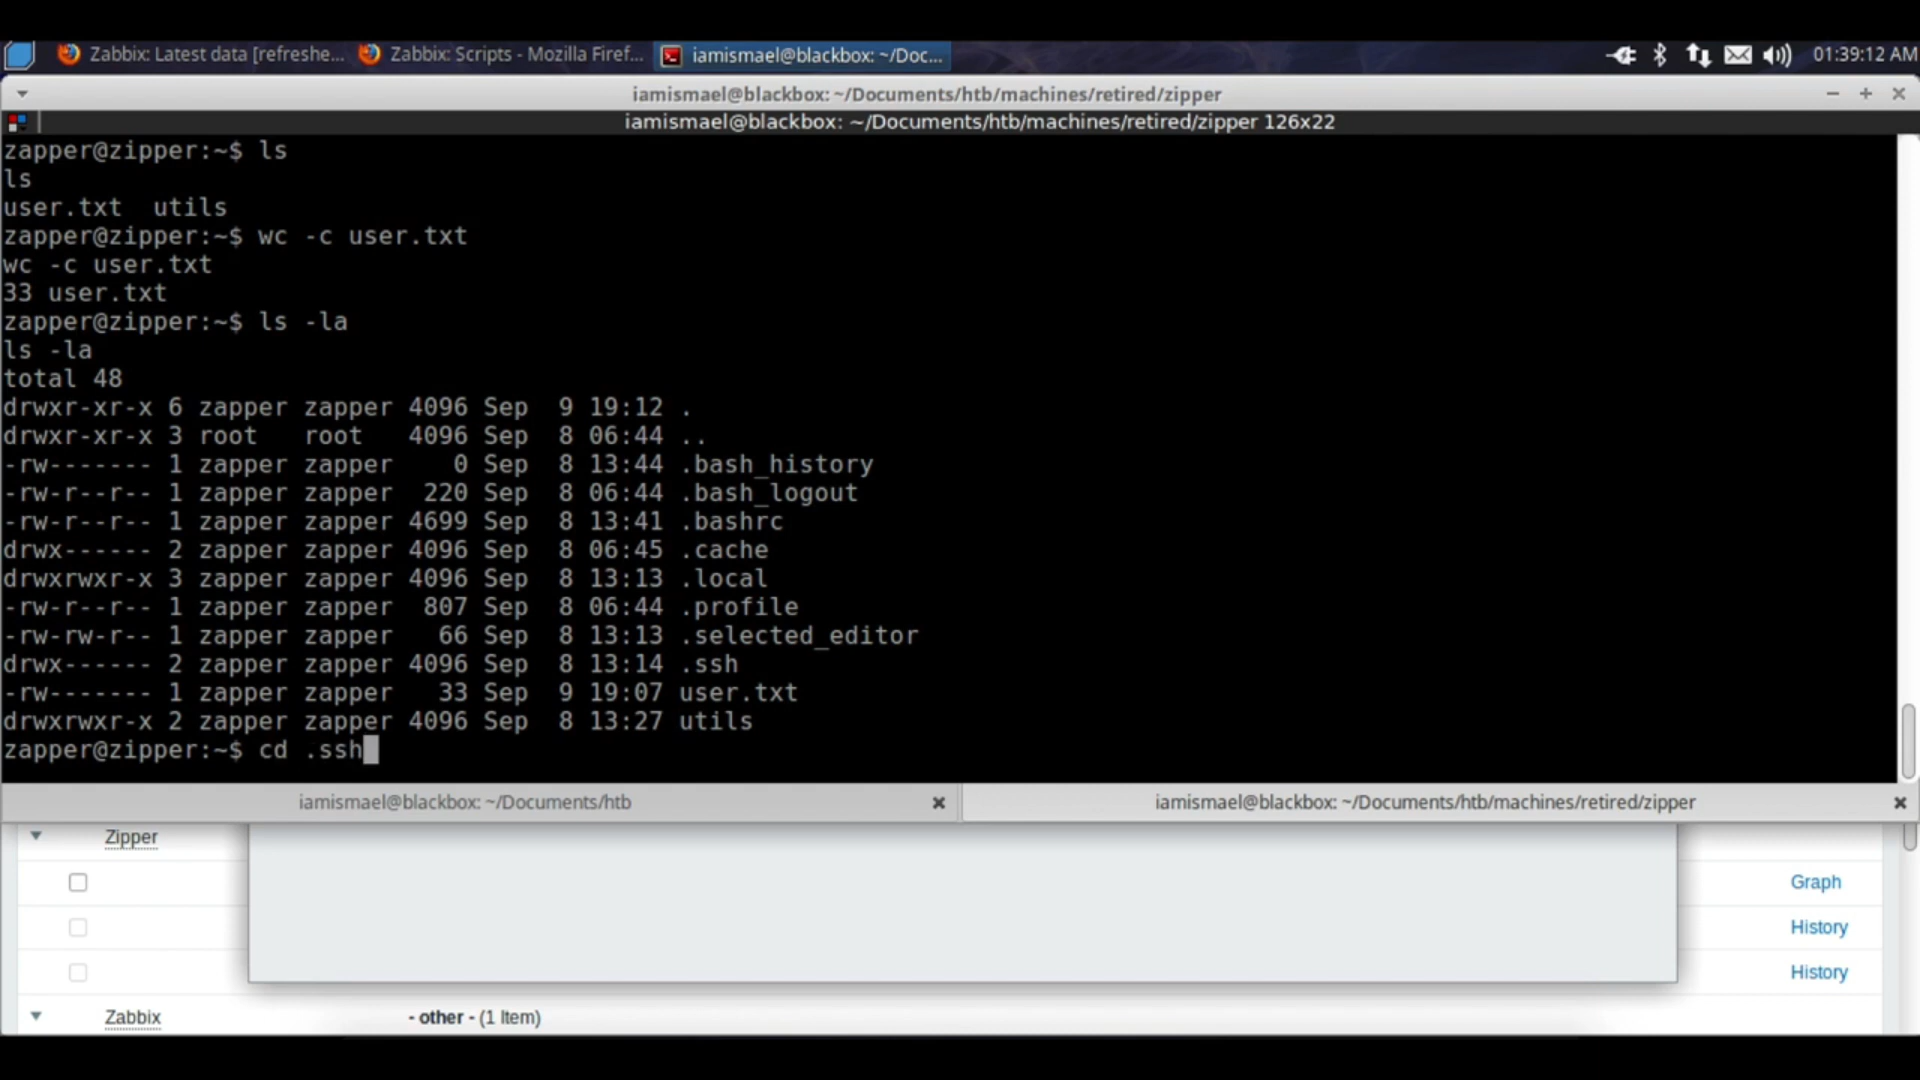 Zabbix: Latest data [refreshe... Zabbix: Scripts - Mozilla Firef... iamismael@blackbox: ~/Doc... 01:39:12 AM
iamismael@blackbox: ~/Documents/htb/machines/retired/zipper
iamismael@blackbox: ~/Documents/htb/machines/retired/zipper 126x22
zapper@zipper:~$ ls
ls
user.txt  utils
zapper@zipper:~$ wc -c user.txt
wc -c user.txt
33 user.txt
zapper@zipper:~$ ls -la
ls -la
total 48
drwxr-xr-x 6 zapper zapper 4096 Sep  9 19:12 .
drwxr-xr-x 3 root   root   4096 Sep  8 06:44 ..
-rw------- 1 zapper zapper    0 Sep  8 13:44 .bash_history
-rw-r--r-- 1 zapper zapper  220 Sep  8 06:44 .bash_logout
-rw-r--r-- 1 zapper zapper 4699 Sep  8 13:41 .bashrc
drwx------ 2 zapper zapper 4096 Sep  8 06:45 .cache
drwxrwxr-x 3 zapper zapper 4096 Sep  8 13:13 .local
-rw-r--r-- 1 zapper zapper  807 Sep  8 06:44 .profile
-rw-rw-r-- 1 zapper zapper   66 Sep  8 13:13 .selected_editor
drwx------ 2 zapper zapper 4096 Sep  8 13:14 .ssh
-rw------- 1 zapper zapper   33 Sep  9 19:07 user.txt
drwxrwxr-x 2 zapper zapper 4096 Sep  8 13:27 utils
zapper@zipper:~$ cd .ssh
iamismael@blackbox: ~/Documents/htb iamismael@blackbox: ~/Documents/htb/machines/retired/zipper
Zipper
Graph
History
History
Zabbix - other - (1 Item)